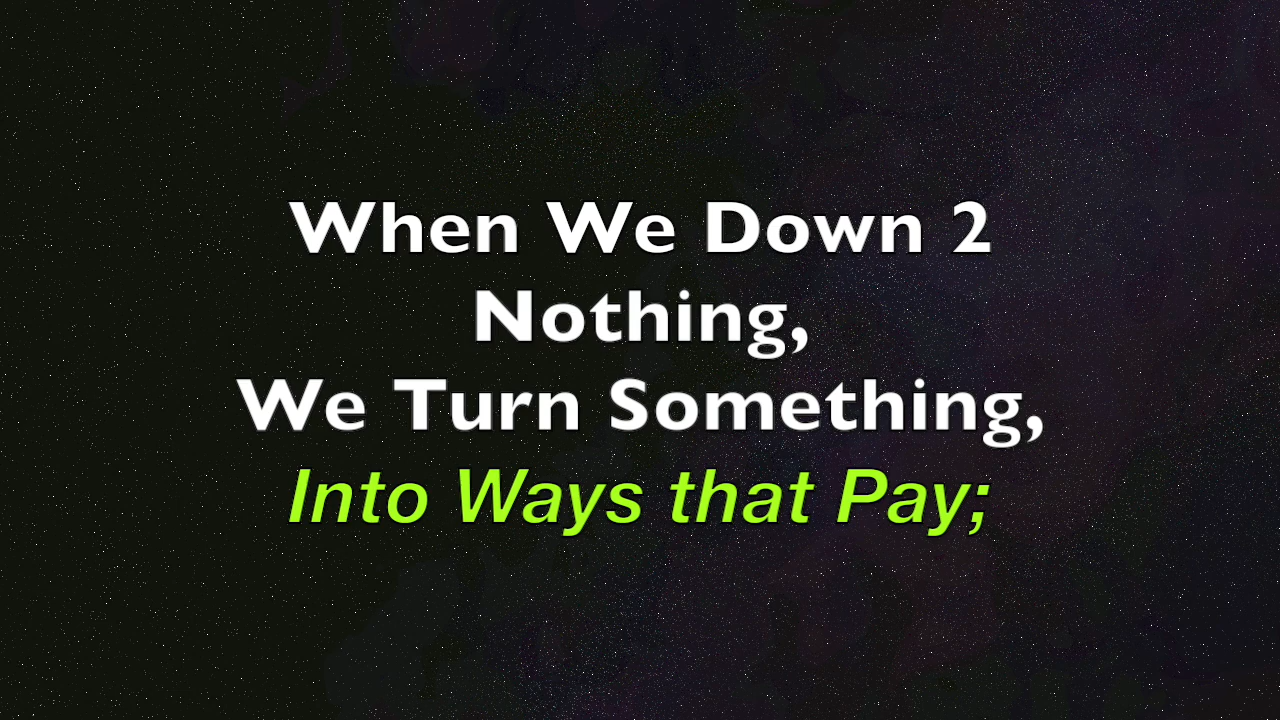 When We Down 2
Nothing,
We Turn Something,
Into Ways that Pay;